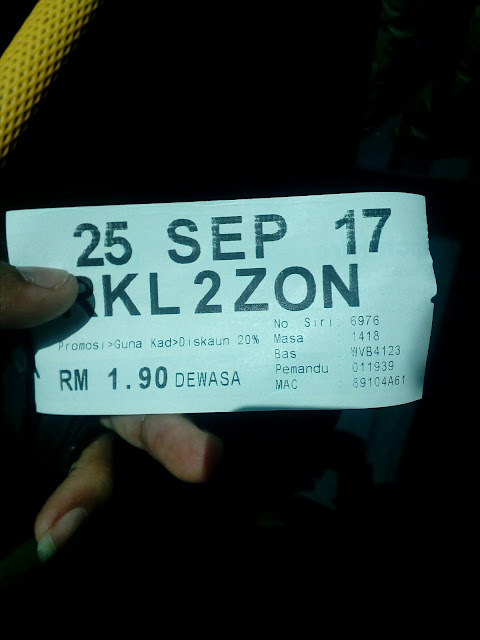 25 SEP 17
RKL2ZON
Promosi>Guna Kad>Diskaun 20%
RM 1.90 DEWASA
No. Siri: 6976
Masa : 1418
Bas : WVB4123
Pemandu : 011939
MAC : 89104A61